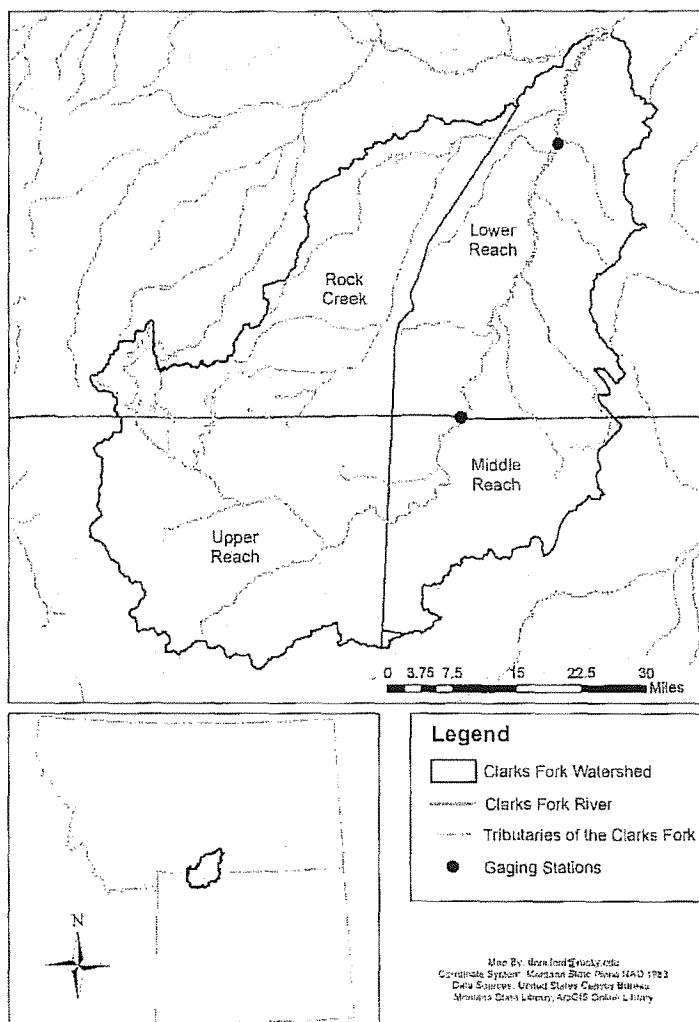 Lower
Reach
Rock
Creek
Middle
Reach
Upper
Reach
0 3.75 7.5 15 22.5 30
Miles
N
Legend
Clarks Fork Watershed
Clarks Fork River
Tributaries of the Clarks Fork
Gaging Stations
Map By:
Coordinate System: Montana State Plane NAD 1983
Data Sources: United States Census Bureau
Montana State Library, ArcGIS Online Library